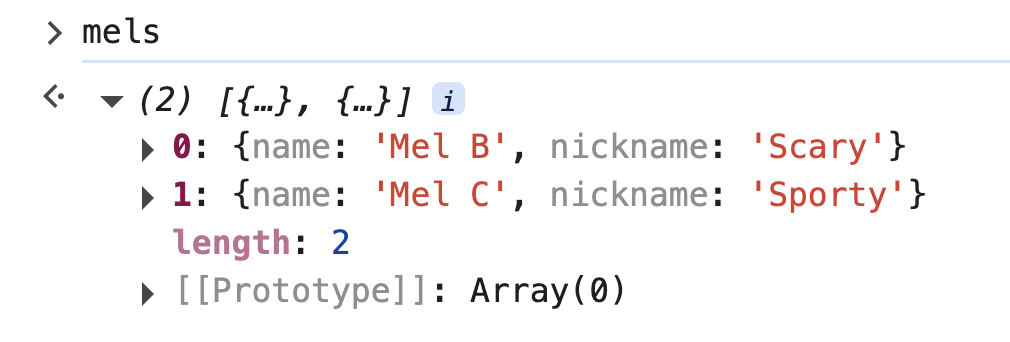 mels
(2) [{…}, {…}] i
0: {name: 'Mel B', nickname: 'Scary'}
1: {name: 'Mel C', nickname: 'Sporty'}
length: 2
[[Prototype]]: Array(0)